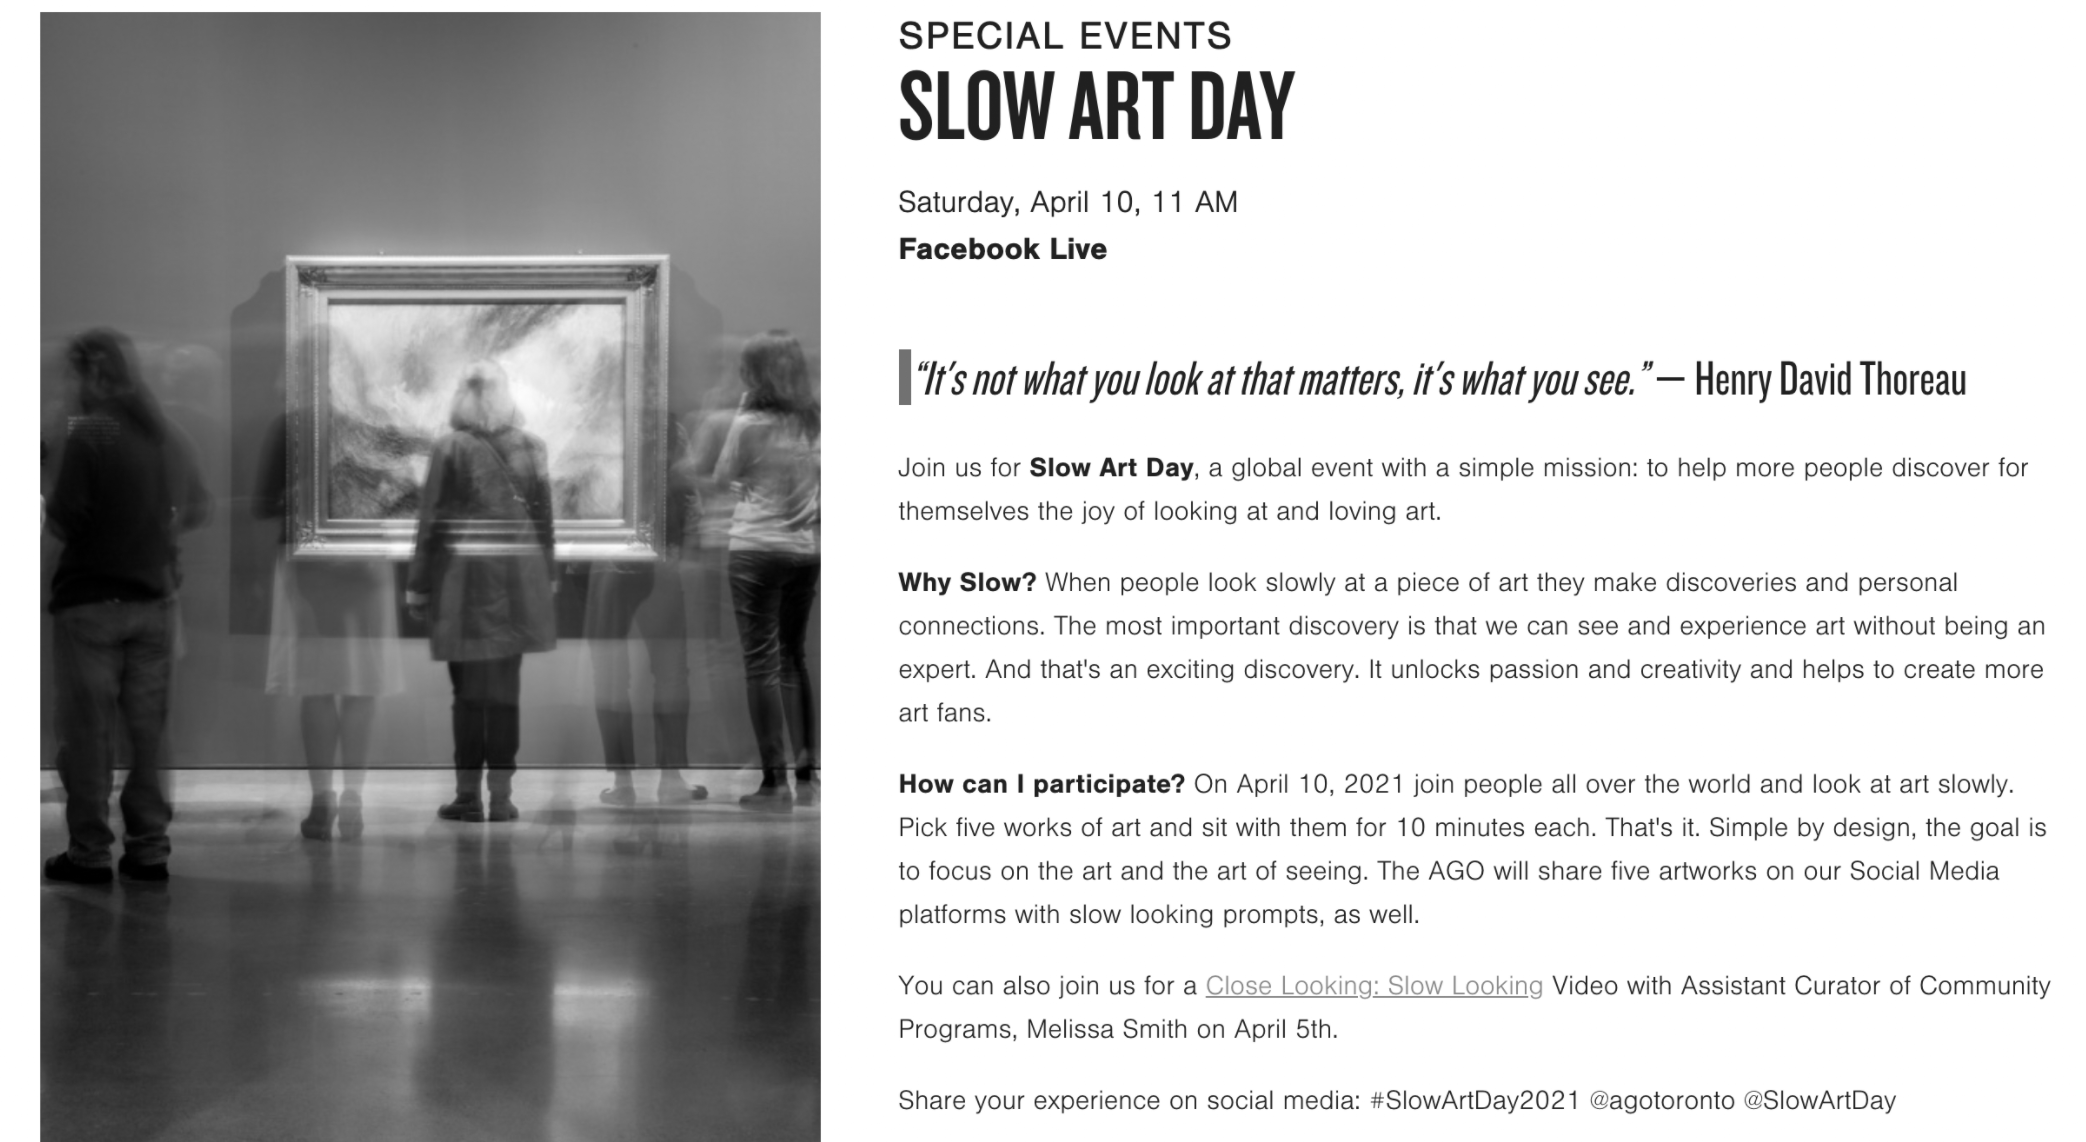 SPECIAL EVENTS
SLOW ART DAY
Saturday, April 10, 11 AM
Facebook Live
“It’s not what you look at that matters, it’s what you see.” — Henry David Thoreau
Join us for Slow Art Day, a global event with a simple mission: to help more people discover for
themselves the joy of looking at and loving art.
Why Slow? When people look slowly at a piece of art they make discoveries and personal
connections. The most important discovery is that we can see and experience art without being an
expert. And that's an exciting discovery. It unlocks passion and creativity and helps to create more
art fans.
How can I participate? On April 10, 2021 join people all over the world and look at art slowly.
Pick five works of art and sit with them for 10 minutes each. That's it. Simple by design, the goal is
to focus on the art and the art of seeing. The AGO will share five artworks on our Social Media
platforms with slow looking prompts, as well.
You can also join us for a Close Looking: Slow Looking Video with Assistant Curator of Community
Programs, Melissa Smith on April 5th.
Share your experience on social media: #SlowArtDay2021 @agotoronto @SlowArtDay